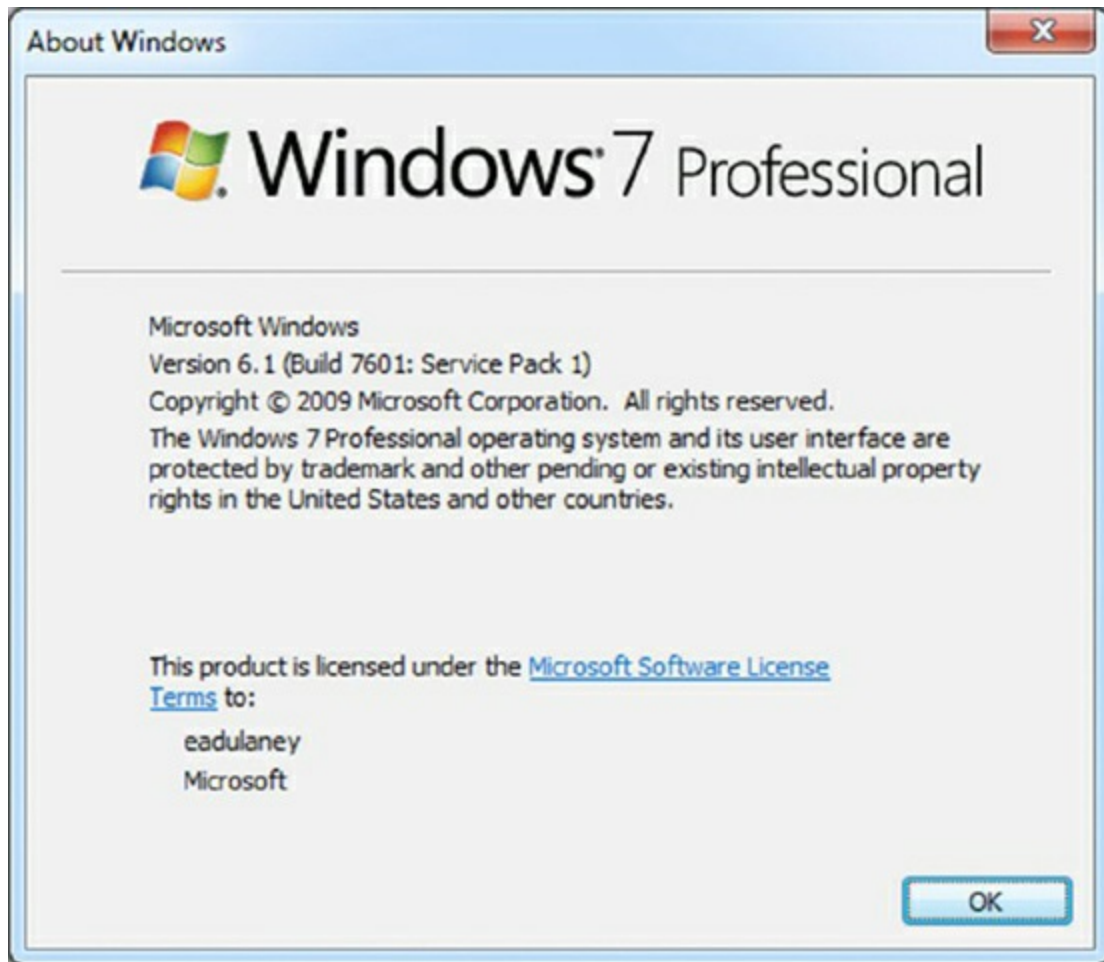 About Windows
Windows 7 Professional
Microsoft Windows
Version 6.1 (Build 7601: Service Pack 1)
Copyright © 2009 Microsoft Corporation.  All rights reserved.
The Windows 7 Professional operating system and its user interface are
protected by trademark and other pending or existing intellectual property
rights in the United States and other countries.
This product is licensed under the Microsoft Software License
Terms to:
eadulaney
Microsoft
OK